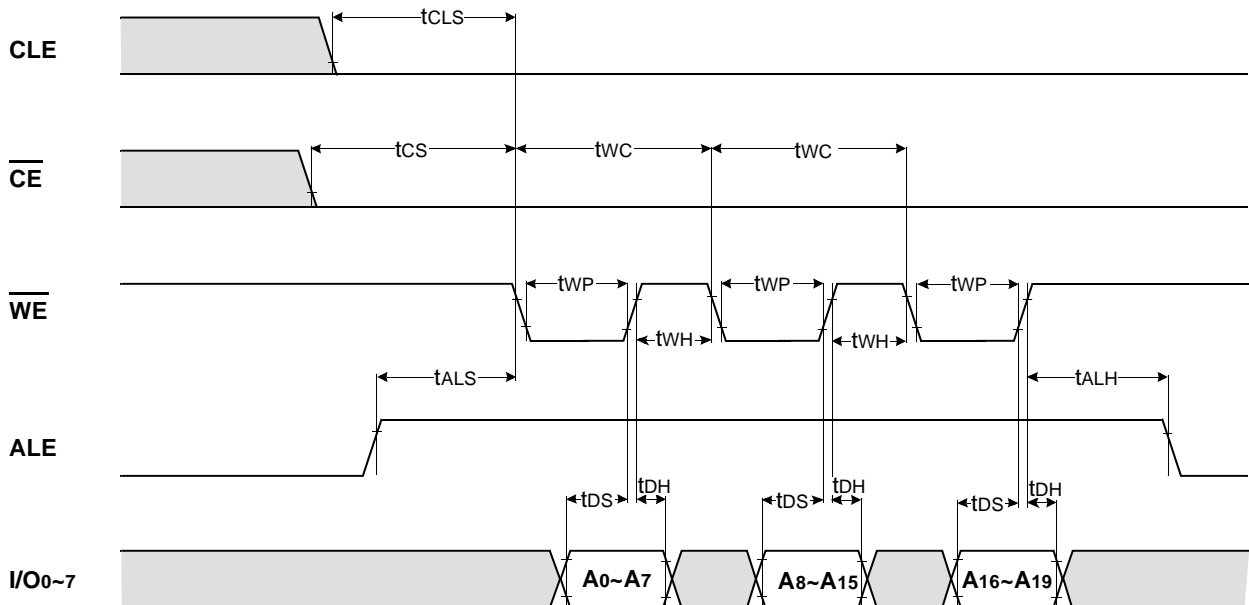 CLE
tCLS
CE
tCS
tWC
tWC
WE
tWP
tWP
tWP
tWH
tWH
ALE
tALS
tALH
tDS
tDH
tDS
tDH
tDS
tDH
I/O0~7
A0~A7
A8~A15
A16~A19